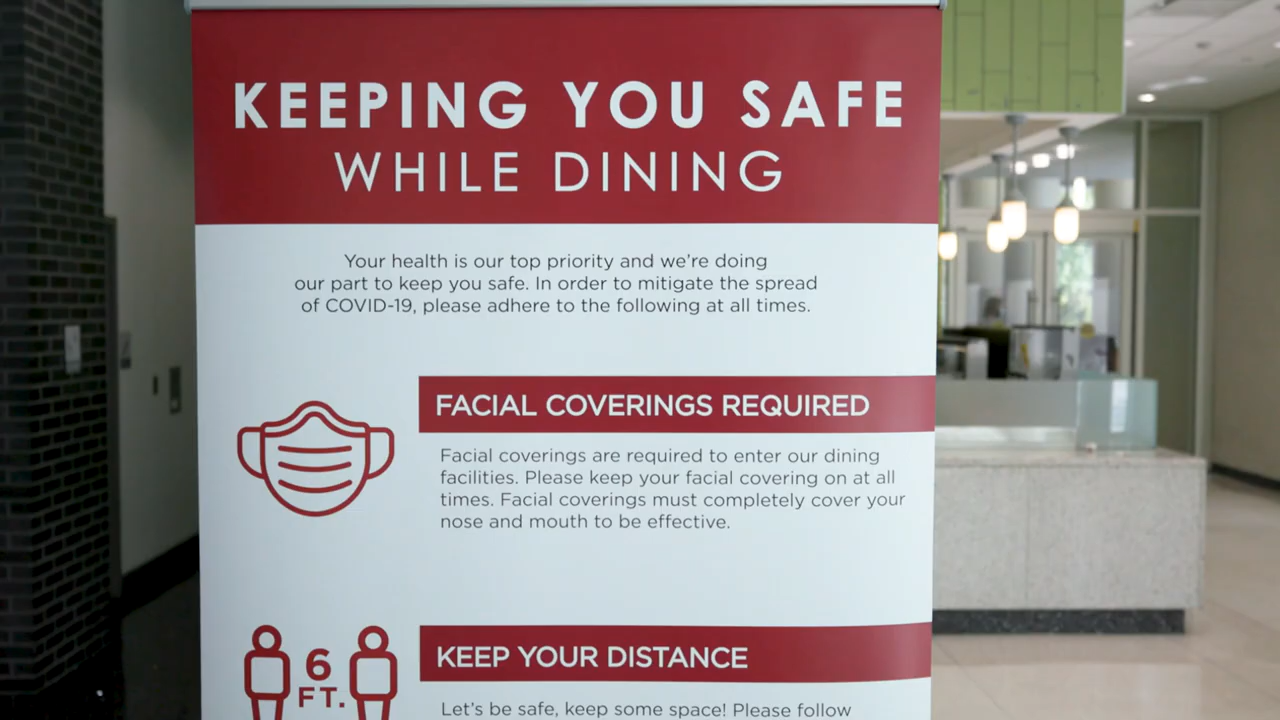 KEEPING YOU SAFE
WHILE DINING
Your health is our top priority and we're doing
our part to keep you safe. In order to mitigate the spread
of COVID-19, please adhere to the following at all times.
FACIAL COVERINGS REQUIRED
Facial coverings are required to enter our dining
facilities. Please keep your facial covering on at all
times. Facial coverings must completely cover your
nose and mouth to be effective.
6
FT.
KEEP YOUR DISTANCE
Let's be safe, keep some space! Please follow